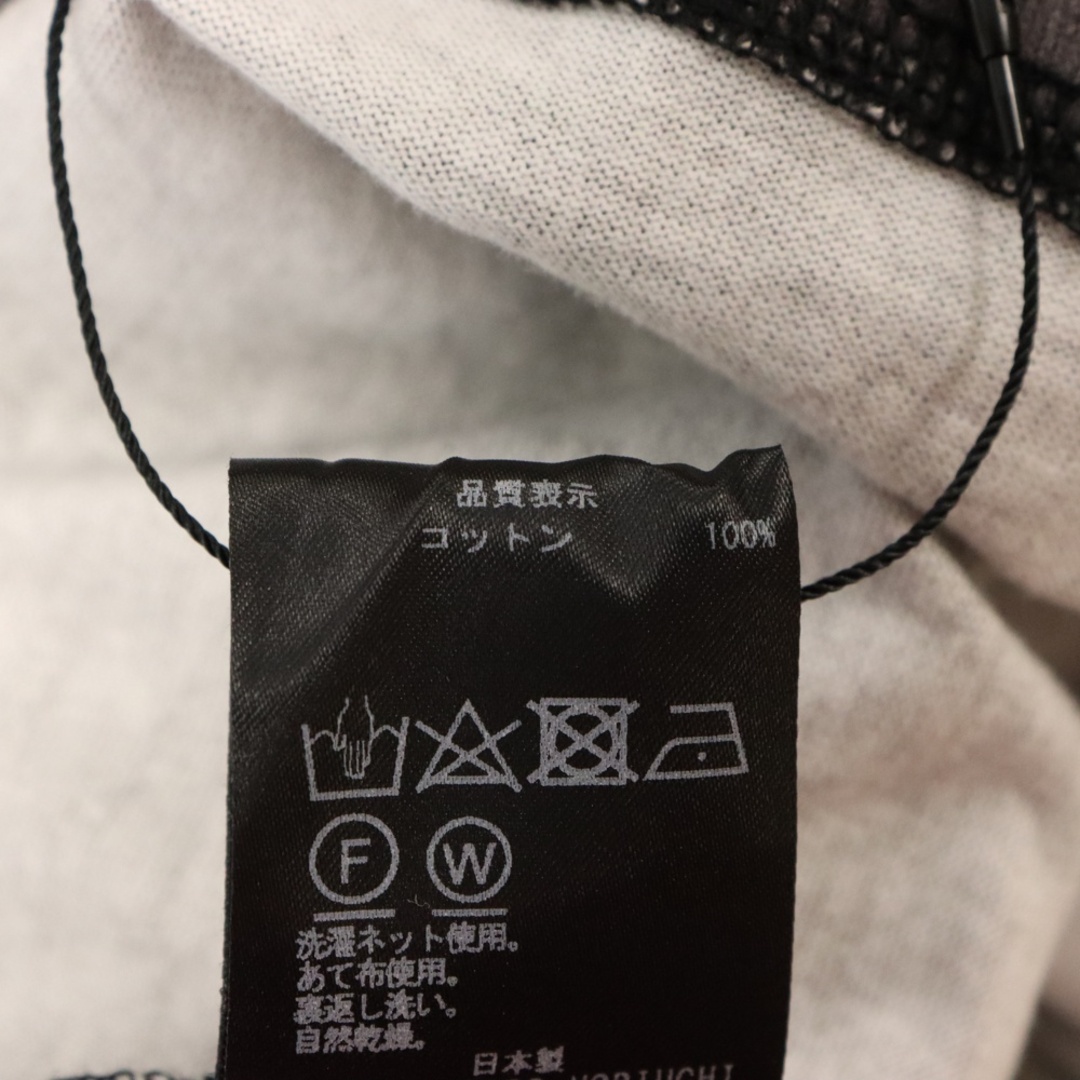 品質表示
コットン 100%
F W
洗濯ネット使用。
あて布使用。
裏返し洗い。
自然乾燥。
日本製